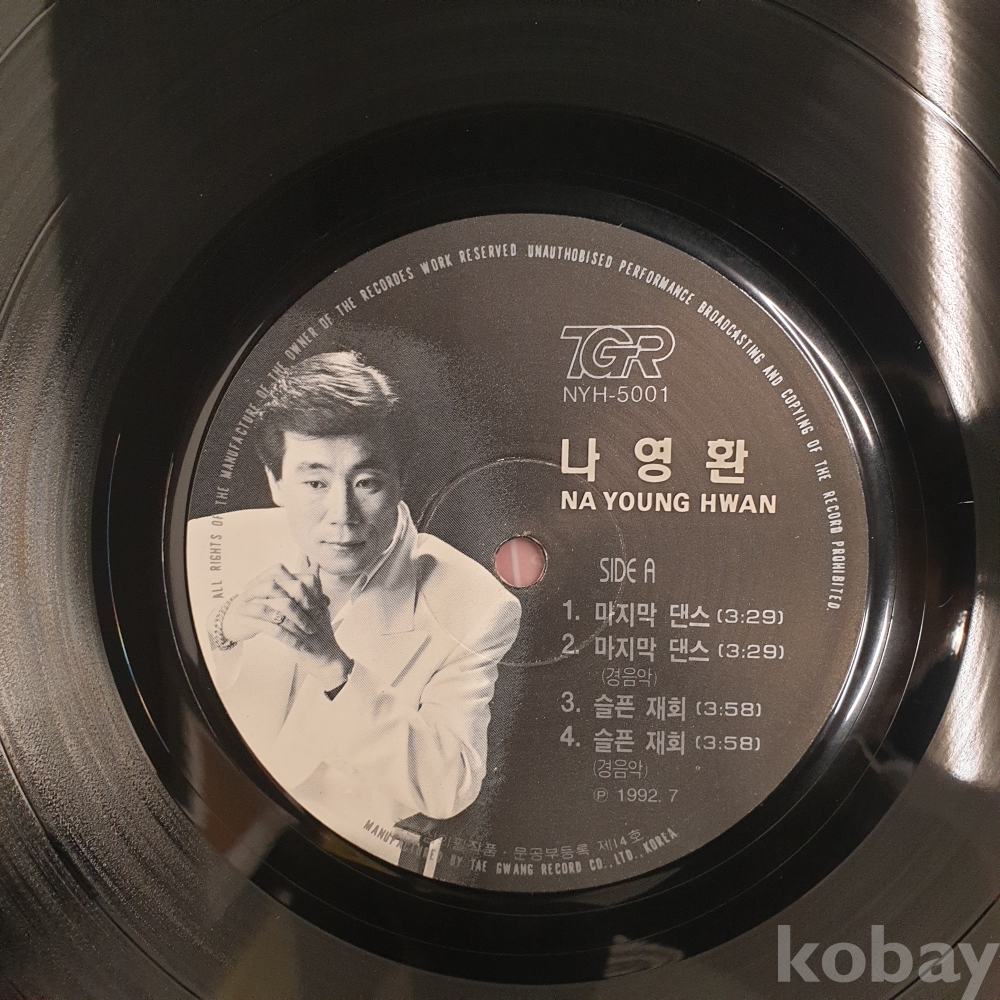 ALL RIGHTS OF THE MANUFACTURE OF THE OWNER OF THE RECORDES WORK RESERVED UNAUTHOBISED PERFORMANCE BROADCASTING AND COPYING OF THE RECORD PROHIBITED.
TGR
NYH-5001
나 영 환
NA YOUNG HWAN
SIDE A
1. 마지막 댄스 (3:29)
2. 마지막 댄스 (3:29)
(경음악)
3. 슬픈 재회 (3:58)
4. 슬픈 재회 (3:58)
(경음악)
℗ 1992. 7
문공부등록 제14호
MANUFACTURED BY TAE GWANG RECORD CO., LTD., KOREA
kobay